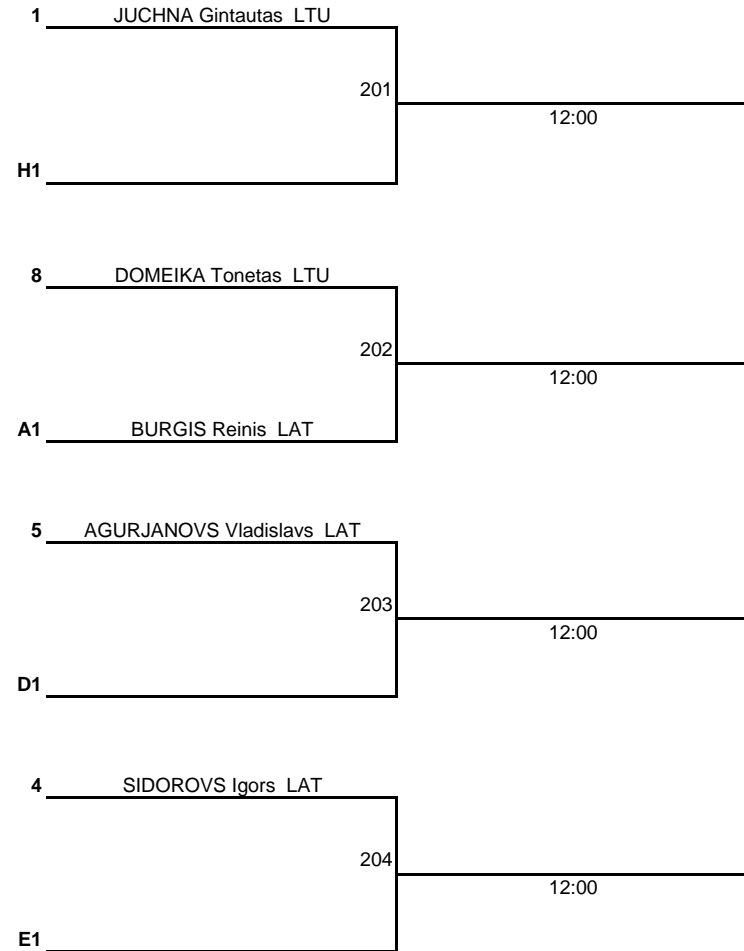 1 JUCHNA Gintautas LTU
201
12:00
H1
8 DOMEIKA Tonetas LTU
202
12:00
A1 BURGIS Reinis LAT
5 AGURJANOVS Vladislavs LAT
203
12:00
D1
4 SIDOROVS Igors LAT
204
12:00
E1